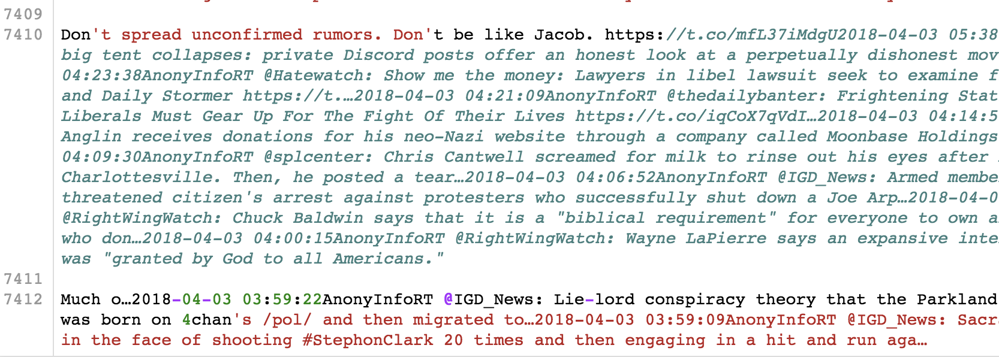 7409
7410 Don't spread unconfirmed rumors. Don't be like Jacob. https://t.co/mfL37iMdgU2018-04-03 05:38
big tent collapses: private Discord posts offer an honest look at a perpetually dishonest mov
04:23:38AnonyInfoRT @Hatewatch: Show me the money: Lawyers in libel lawsuit seek to examine f
and Daily Stormer https://t.…2018-04-03 04:21:09AnonyInfoRT @thedailybanter: Frightening Stat
Liberals Must Gear Up For The Fight Of Their Lives https://t.co/iqCoX7qVdI…2018-04-03 04:14:5
Anglin receives donations for his neo-Nazi website through a company called Moonbase Holdings
04:09:30AnonyInfoRT @splcenter: Chris Cantwell screamed for milk to rinse out his eyes after
Charlottesville. Then, he posted a tear…2018-04-03 04:06:52AnonyInfoRT @IGD_News: Armed membe
threatened citizen's arrest against protesters who successfully shut down a Joe Arp…2018-04-0
@RightWingWatch: Chuck Baldwin says that it is a "biblical requirement" for everyone to own a
who don…2018-04-03 04:00:15AnonyInfoRT @RightWingWatch: Wayne LaPierre says an expansive inte
was "granted by God to all Americans."
7411
7412 Much o…2018-04-03 03:59:22AnonyInfoRT @IGD_News: Lie-lord conspiracy theory that the Parkland
was born on 4chan's /pol/ and then migrated to…2018-04-03 03:59:09AnonyInfoRT @IGD_News: Sacr
in the face of shooting #StephonClark 20 times and then engaging in a hit and run aga…